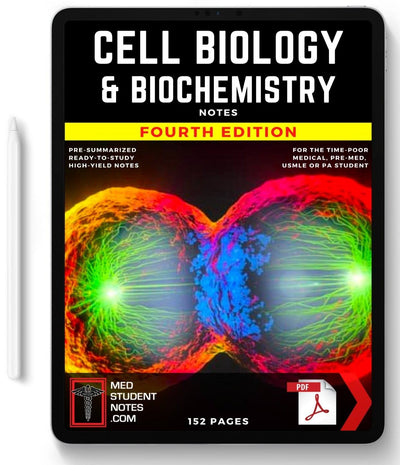 CELL BIOLOGY
& BIOCHEMISTRY
NOTES
FOURTH EDITION
PRE-SUMMARIZED
READY-TO-STUDY
HIGH-YIELD NOTES
FOR THE TIME-POOR
MEDICAL, PRE-MED,
USMLE OR PA STUDENT
MED
STUDENT
NOTES
.COM
152 PAGES
PDF